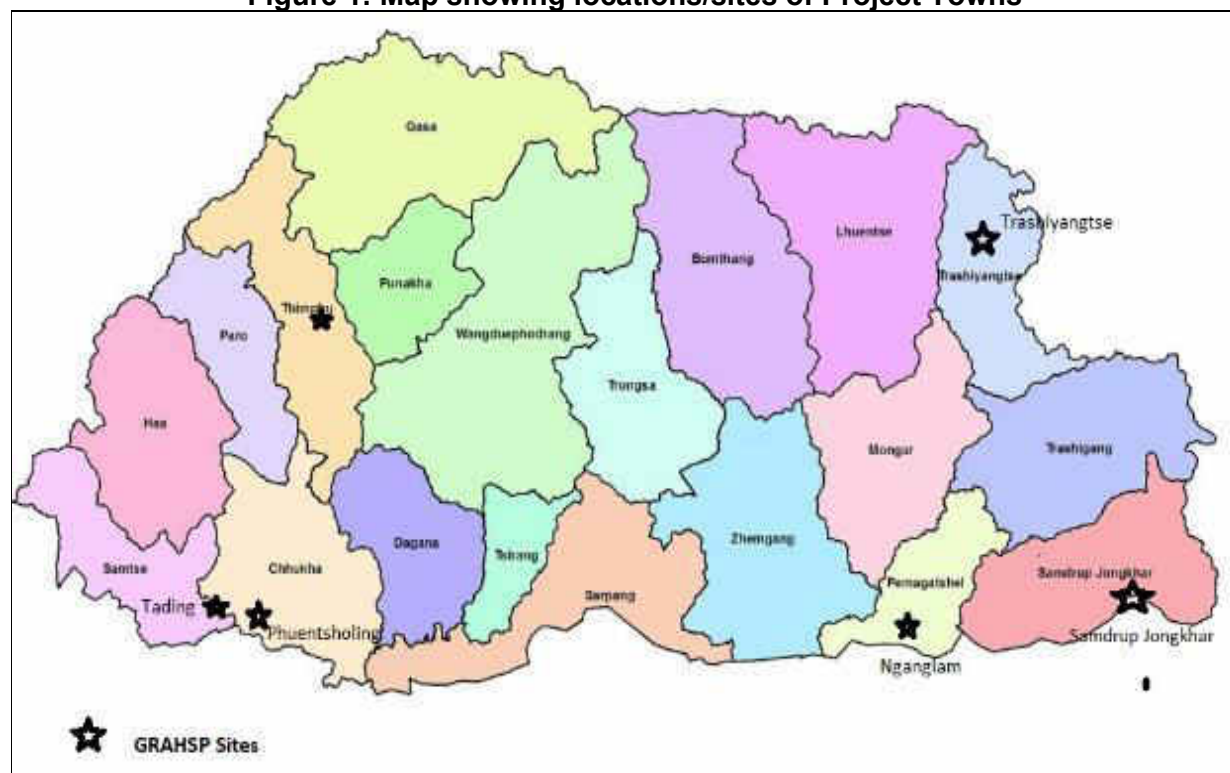 Figure 1: Map showing locations/sites of Project Towns
Gasa
Trashiyangtse
Lhuentse
Bumthang
Trashiyangtse
Punakha
Thimphu
Paro
Wangduephodrang
Trongsa
Haa
Mongar
Trashigang
Dagana
Tsirang
Zhemgang
Samtse
Chhukha
Pemagatshel
Samdrup Jongkhar
Sarpang
Tading
Phuentsholing
Samdrup Jongkhar
Nganglam
GRAHSP Sites